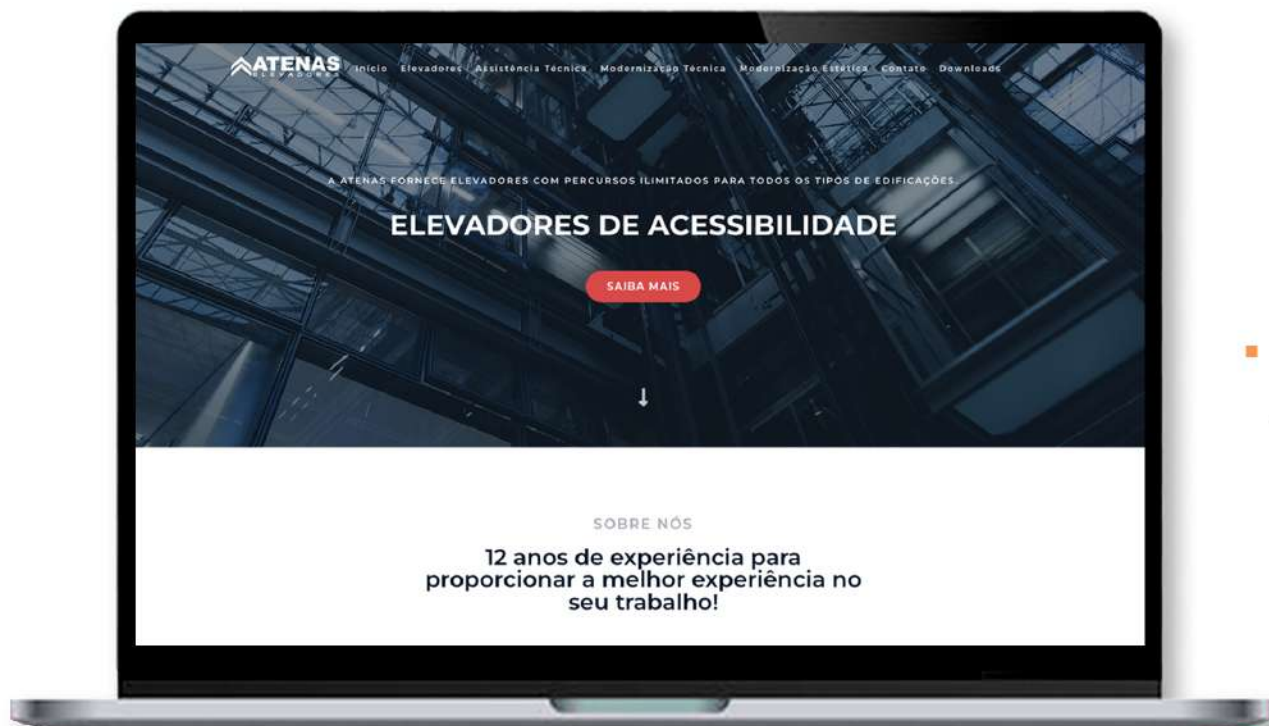 ATENAS
ELEVADORES
Início Elevadores Assistência Técnica Modernização Técnica Modernização Estética Contato Downloads
A ATENAS FORNECE ELEVADORES COM PERCURSOS ILIMITADOS PARA TODOS OS TIPOS DE EDIFICAÇÕES.
ELEVADORES DE ACESSIBILIDADE
SAIBA MAIS
SOBRE NÓS
12 anos de experiência para
proporcionar a melhor experiência no
seu trabalho!